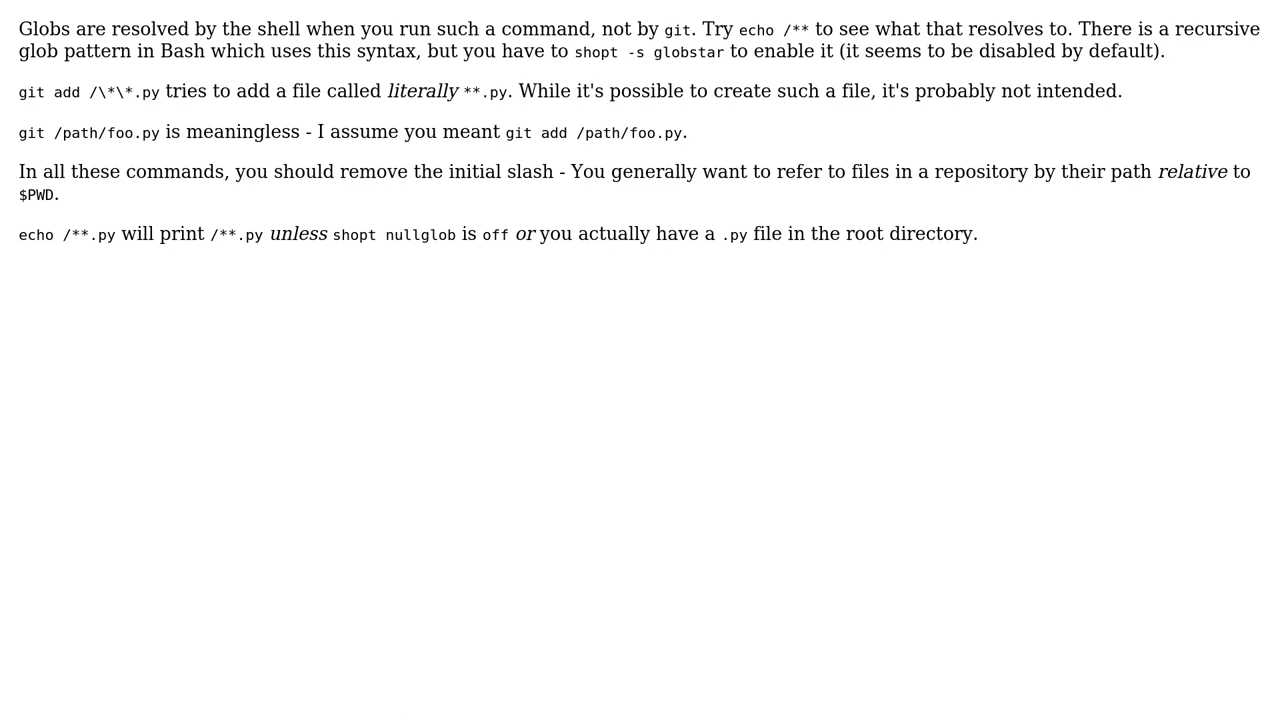 Globs are resolved by the shell when you run such a command, not by git. Try echo /** to see what that resolves to. There is a recursive
glob pattern in Bash which uses this syntax, but you have to shopt -s globstar to enable it (it seems to be disabled by default).
git add /\*\*.py tries to add a file called literally **.py. While it's possible to create such a file, it's probably not intended.
git /path/foo.py is meaningless - I assume you meant git add /path/foo.py.
In all these commands, you should remove the initial slash - You generally want to refer to files in a repository by their path relative to
$PWD.
echo /**.py will print /**.py unless shopt nullglob is off or you actually have a .py file in the root directory.